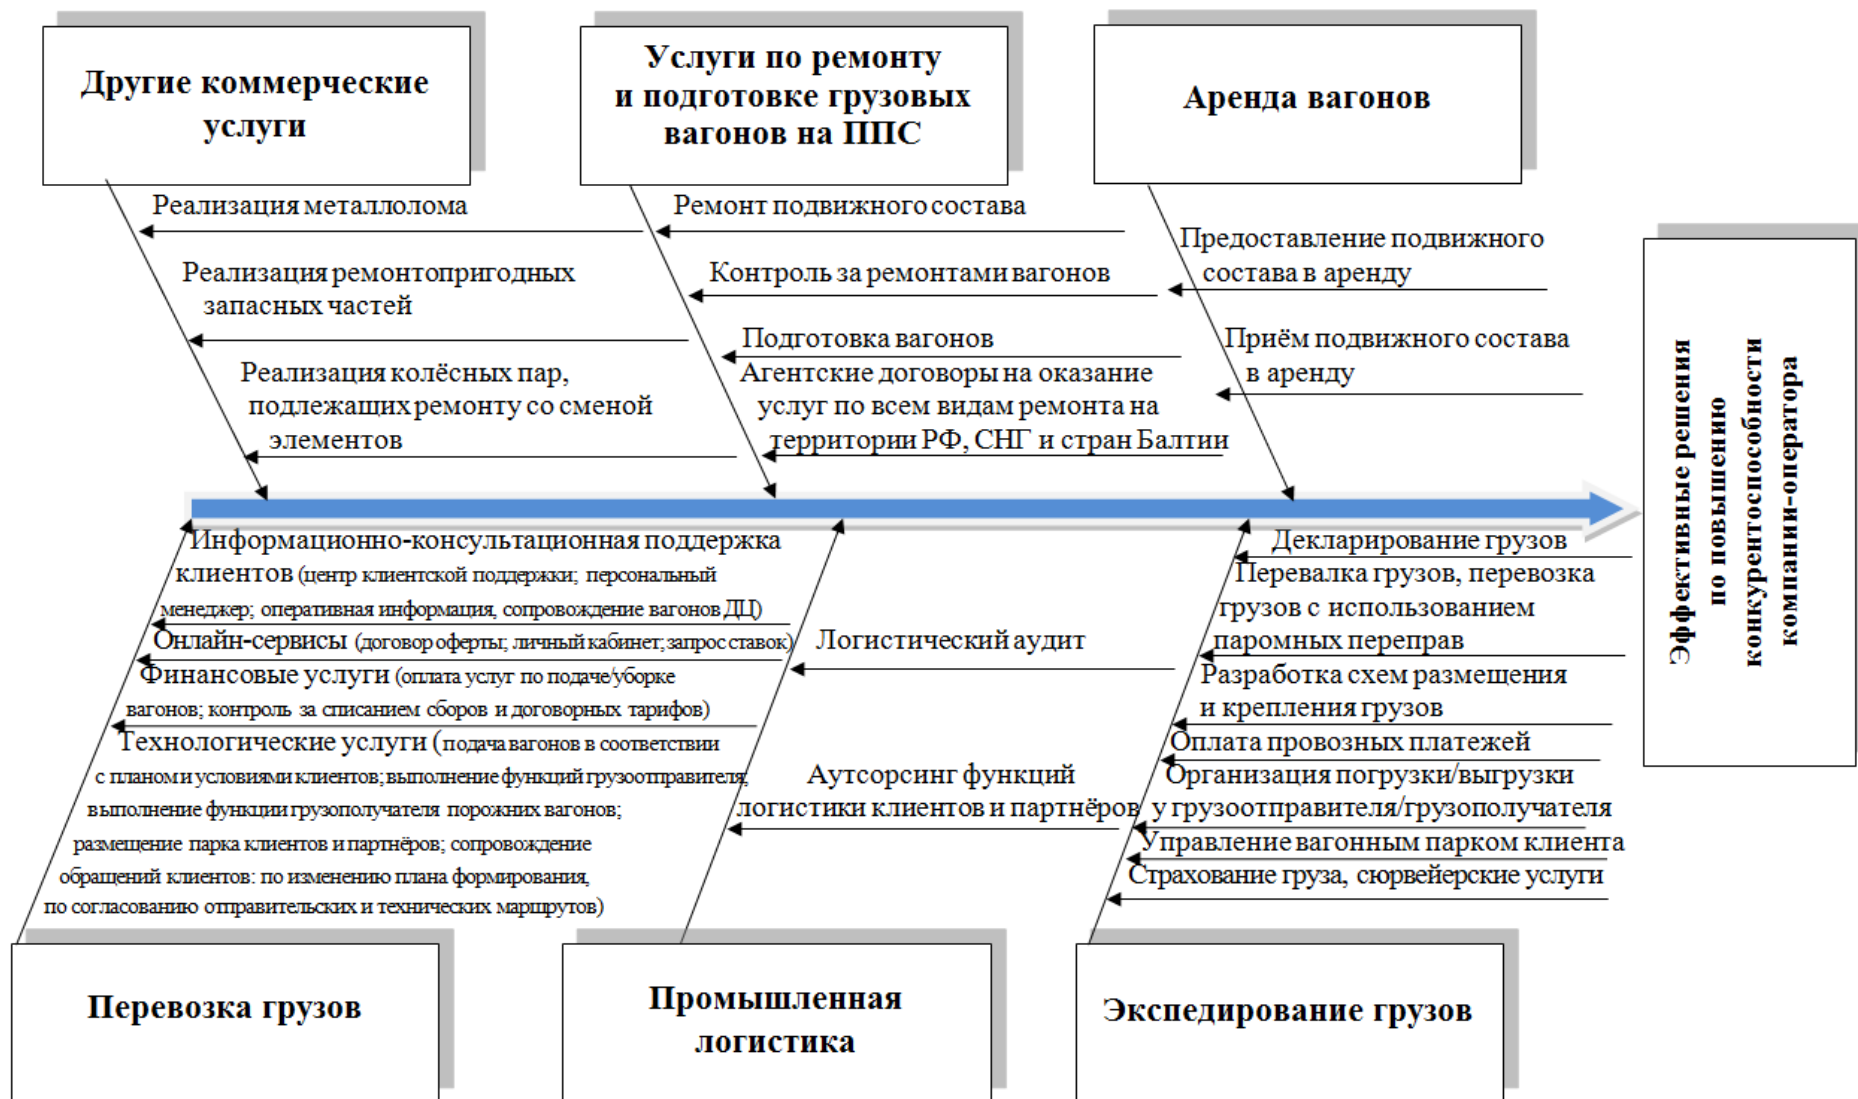 Другие коммерческие
услуги
Услуги по ремонту
и подготовке грузовых
вагонов на ППС
Аренда вагонов
Реализация металлолома
Реализация ремонтопригодных
запасных частей
Реализация колёсных пар,
подлежащих ремонту со сменой
элементов
Ремонт подвижного состава
Контроль за ремонтами вагонов
Подготовка вагонов
Агентские договоры на оказание
услуг по всем видам ремонта на
территории РФ, СНГ и стран Балтии
Предоставление подвижного
состава в аренду
Приём подвижного состава
в аренду
Эффективные решения
по повышению
конкурентоспособности
компании-оператора
Информационно-консультационная поддержка
клиентов (центр клиентской поддержки; персональный
менеджер; оперативная информация, сопровождение вагонов ДЦ)
Онлайн-сервисы (договор оферты; личный кабинет; запрос ставок)
Финансовые услуги (оплата услуг по подаче/уборке
вагонов; контроль за списанием сборов и договорных тарифов)
Технологические услуги (подача вагонов в соответствии
с планом и условиями клиентов; выполнение функций грузоотправителя;
выполнение функции грузополучателя порожних вагонов;
размещение парка клиентов и партнёров; сопровождение
обращений клиентов: по изменению плана формирования,
по согласованию отправительских и технических маршрутов)
Логистический аудит
Аутсорсинг функций
логистики клиентов и партнёров
Декларирование грузов
Перевалка грузов, перевозка
грузов с использованием
паромных переправ
Разработка схем размещения
и крепления грузов
Оплата провозных платежей
Организация погрузки/выгрузки
у грузоотправителя/грузополучателя
Управление вагонным парком клиента
Страхование груза, сюрвейерские услуги
Перевозка грузов
Промышленная
логистика
Экспедирование грузов